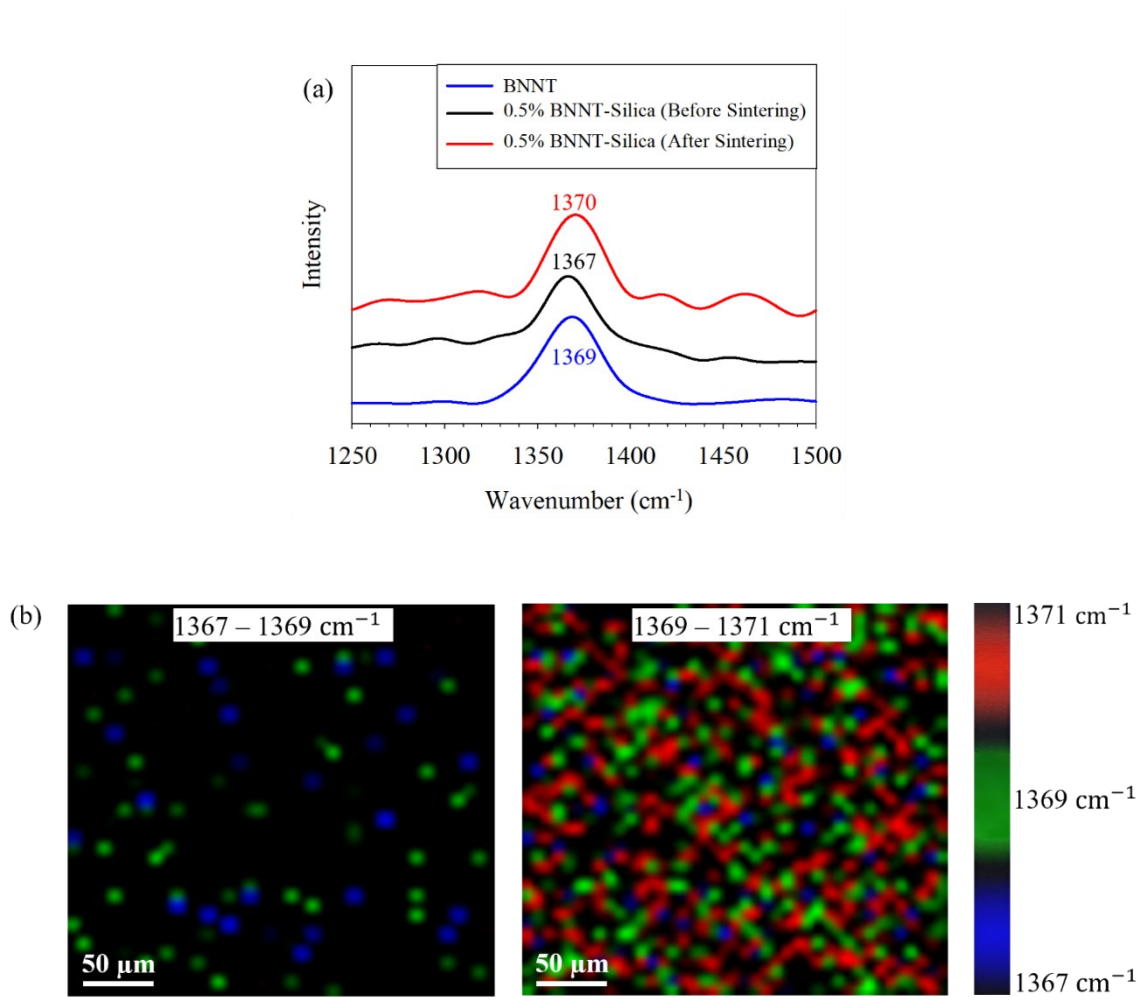 (a)
BNNT
0.5% BNNT-Silica (Before Sintering)
0.5% BNNT-Silica (After Sintering)
Intensity
1370
1367
1369
1250 1300 1350 1400 1450 1500
Wavenumber (cm⁻¹)
(b)
1367 – 1369 cm⁻¹
1369 – 1371 cm⁻¹
1371 cm⁻¹
1369 cm⁻¹
1367 cm⁻¹
50 µm
50 µm